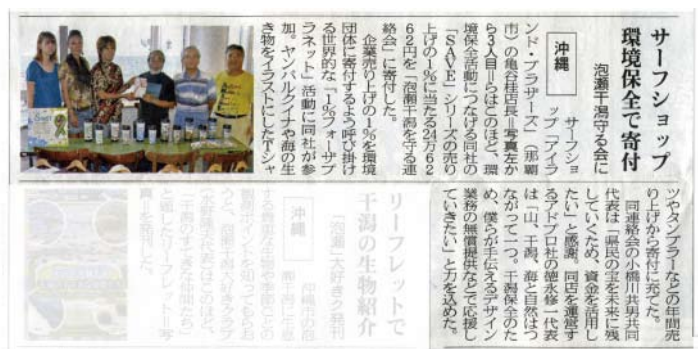 サーフショップ
環境保全で寄付
泡瀬干潟守る会に
沖縄
サーフショ
ップ「アイラ
ンド・ブラザーズ」(那覇
市)の亀谷桂店長=写真左か
ら3人目=らはこのほど、環
境保全活動につなげる同社の
「SAVE」シリーズの売り
上げの1%に当たる24万62
62円を「泡瀬干潟を守る連
絡会」に寄付した。
企業売り上げの1%を環境
団体に寄付するよう呼び掛け
る世界的な「1%フォーザプ
ラネット」活動に同社が参
加。ヤンバルクイナや海の生
き物をイラストにしたTシャ
ツやタンブラーなどの年間売
り上げから寄付に充てた。
同連絡会の小橋川共男共同
代表は「県民の宝を未来に残
していくため、資金を活用し
たい」と感謝。同店を運営す
るアドプロ社の徳永修一代表
は「山、干潟、海と自然はつ
ながって一つ。干潟保全のた
め、僕らが手伝えるデザイン
業務の無償提供などで応援し
ていきたい」と力を込めた。
リーフレットで
干潟の生物紹介
「泡瀬」大好きク発刊
沖縄